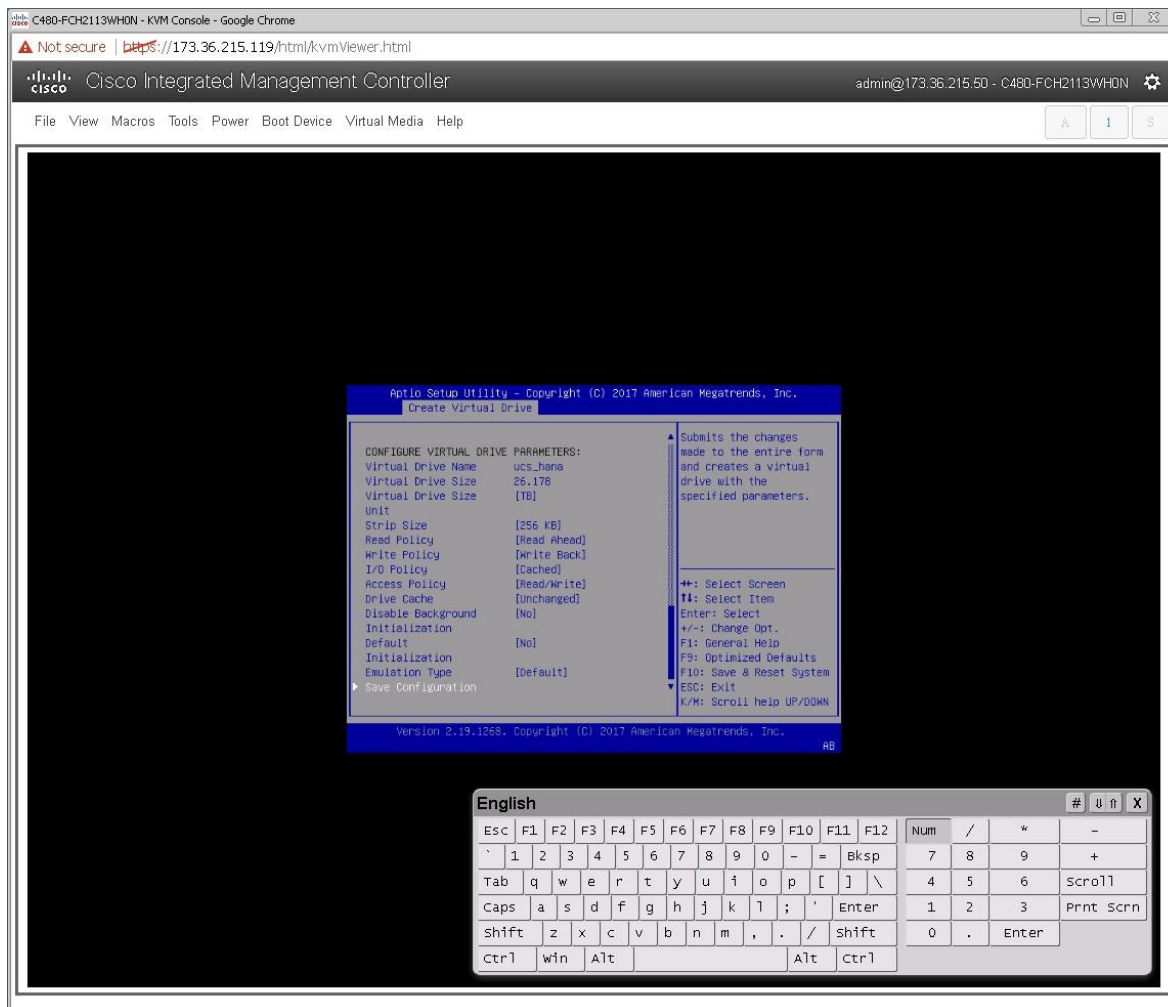 C480-FCH2113WH0N - KVM Console - Google Chrome
Not secure | https://173.36.215.119/html/kvmViewer.html
cisco Cisco Integrated Management Controller admin@173.36.215.50 - C480-FCH2113WH0N
File View Macros Tools Power Boot Device Virtual Media Help A 1 S
Aptio Setup Utility - Copyright (C) 2017 American Megatrends, Inc.
Create Virtual Drive
CONFIGURE VIRTUAL DRIVE PARAMETERS:
Virtual Drive Name ucs_hana
Virtual Drive Size 26.178
Virtual Drive Size [TB]
Unit
Strip Size [256 KB]
Read Policy [Read Ahead]
Write Policy [Write Back]
I/O Policy [Cached]
Access Policy [Read/Write]
Drive Cache [Unchanged]
Disable Background [No]
Initialization
Default [No]
Initialization
Emulation Type [Default]
Save Configuration
Submits the changes
made to the entire form
and creates a virtual
drive with the
specified parameters.
: Select Screen
↑↓: Select Item
Enter: Select
+/-: Change Opt.
F1: General Help
F9: Optimized Defaults
F10: Save & Reset System
ESC: Exit
K/M: Scroll help UP/DOWN
Version 2.19.1268. Copyright (C) 2017 American Megatrends, Inc.
AB
English # X
Esc F1 F2 F3 F4 F5 F6 F7 F8 F9 F10 F11 F12 Num / * -
` 1 2 3 4 5 6 7 8 9 0 - = Bksp 7 8 9 +
Tab q w e r t y u i o p [ ] \ 4 5 6 Scroll
Caps a s d f g h j k l ; ' Enter 1 2 3 Prnt Scrn
Shift z x c v b n m , . / Shift 0 . Enter
Ctrl Win Alt Alt Ctrl